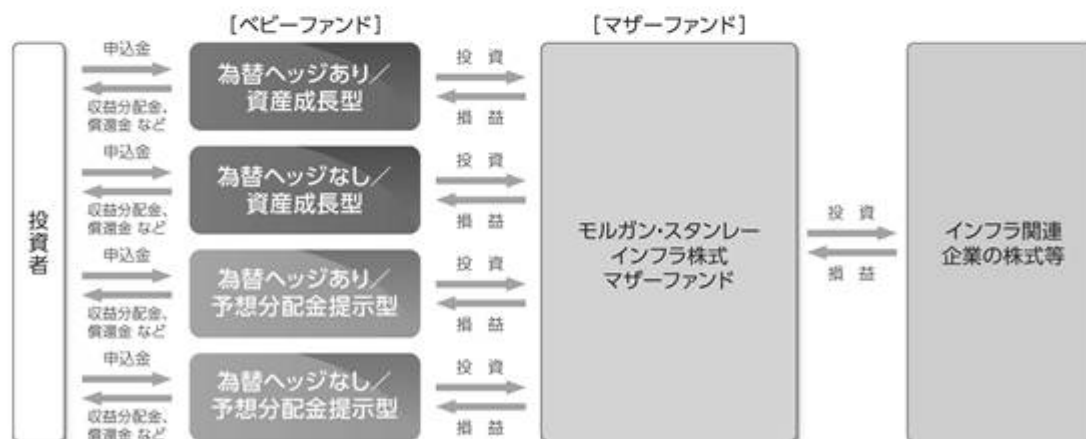 [ベビーファンド]
[マザーファンド]
投資者
申込金
収益分配金、
償還金 など
為替ヘッジあり／
資産成長型
投 資
損 益
申込金
収益分配金、
償還金 など
為替ヘッジなし／
資産成長型
投 資
損 益
申込金
収益分配金、
償還金 など
為替ヘッジあり／
予想分配金提示型
投 資
損 益
申込金
収益分配金、
償還金 など
為替ヘッジなし／
予想分配金提示型
投 資
損 益
モルガン・スタンレー
インフラ株式
マザーファンド
投 資
損 益
インフラ関連
企業の株式等